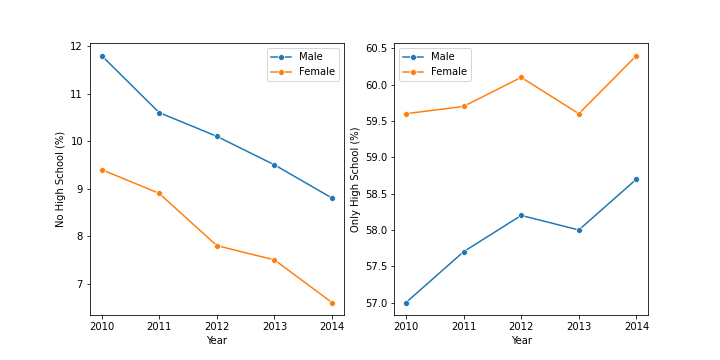 No High School (%)
12
11
10
9
8
7
2010 2011 2012 2013 2014
Year
Male
Female
Only High School (%)
60.5
60.0
59.5
59.0
58.5
58.0
57.5
57.0
2010 2011 2012 2013 2014
Year
Male
Female